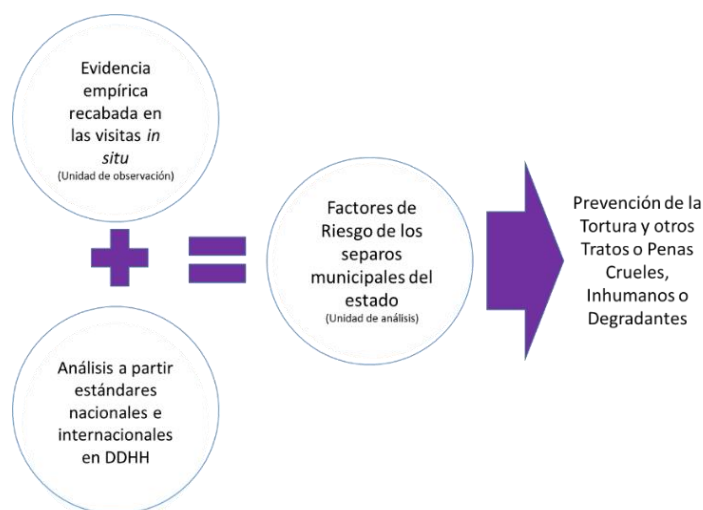 Evidencia
empírica
recabada en
las visitas in
situ
(Unidad de observación)
Análisis a partir
estándares
nacionales e
internacionales
en DDHH
Factores de
Riesgo de los
separos
municipales del
estado
(Unidad de análisis)
Prevención de la
Tortura y otros
Tratos o Penas
Crueles,
Inhumanos o
Degradantes